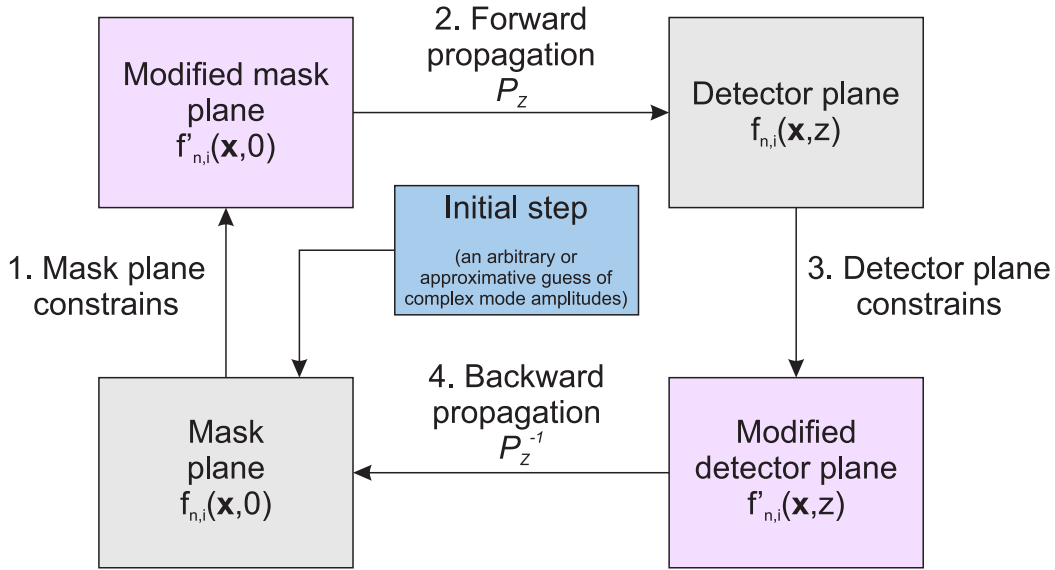 Modified mask
plane
f'n,i(x,0)
2. Forward
propagation
Pz
Detector plane
fn,i(x,z)
Initial step
(an arbitrary or
approximative guess of
complex mode amplitudes)
1. Mask plane
constrains
3. Detector plane
constrains
Mask
plane
fn,i(x,0)
4. Backward
propagation
Pz-1
Modified
detector plane
f'n,i(x,z)